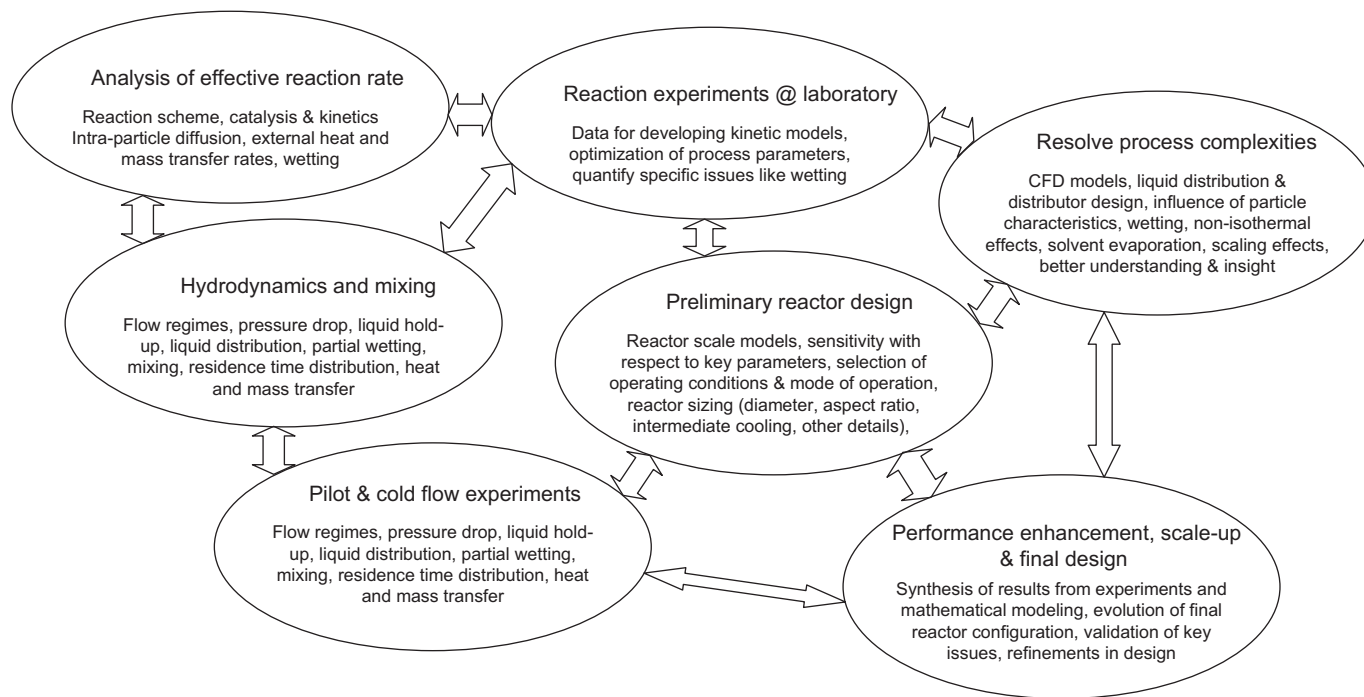 Analysis of effective reaction rate
Reaction scheme, catalysis & kinetics
Intra-particle diffusion, external heat and
mass transfer rates, wetting
Reaction experiments @ laboratory
Data for developing kinetic models,
optimization of process parameters,
quantify specific issues like wetting
Resolve process complexities
CFD models, liquid distribution &
distributor design, influence of particle
characteristics, wetting, non-isothermal
effects, solvent evaporation, scaling effects,
better understanding & insight
Hydrodynamics and mixing
Flow regimes, pressure drop, liquid hold-
up, liquid distribution, partial wetting,
mixing, residence time distribution, heat
and mass transfer
Preliminary reactor design
Reactor scale models, sensitivity with
respect to key parameters, selection of
operating conditions & mode of operation,
reactor sizing (diameter, aspect ratio,
intermediate cooling, other details),
Pilot & cold flow experiments
Flow regimes, pressure drop, liquid hold-
up, liquid distribution, partial wetting,
mixing, residence time distribution, heat
and mass transfer
Performance enhancement, scale-up
& final design
Synthesis of results from experiments and
mathematical modeling, evolution of final
reactor configuration, validation of key
issues, refinements in design